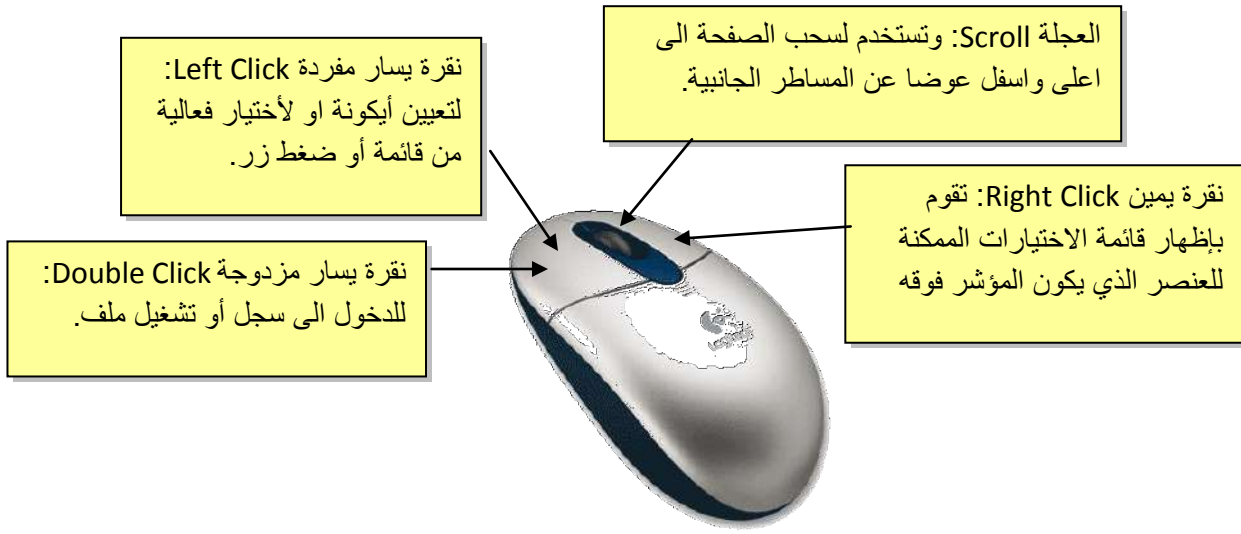 العجلة Scroll: وتستخدم لسحب الصفحة الى
اعلى واسفل عوضا عن المساطر الجانبية.
نقرة يسار مفردة Left Click:
لتعيين أيكونة او لأختيار فعالية
من قائمة أو ضغط زر.
نقرة يمين Right Click: تقوم
بإظهار قائمة الاختيارات الممكنة
للعنصر الذي يكون المؤشر فوقه
نقرة يسار مزدوجة Double Click:
للدخول الى سجل أو تشغيل ملف.